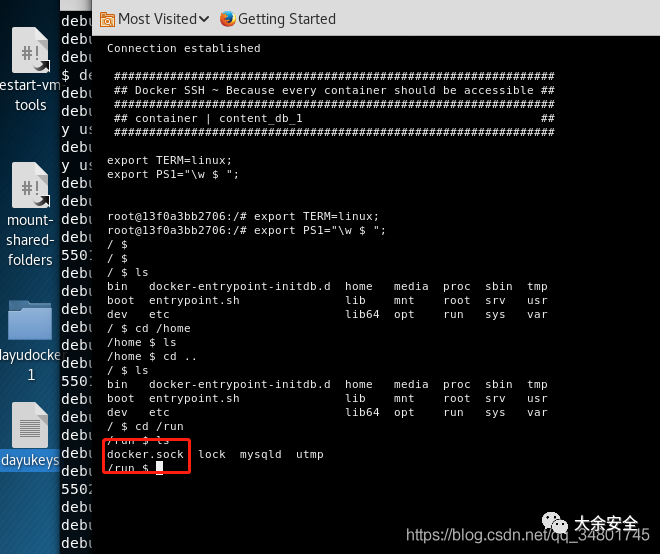 Most Visited Getting Started
Connection established
###############################################################
## Docker SSH ~ Because every container should be accessible ##
###############################################################
## container | content_db_1 ##
###############################################################
export TERM=linux;
export PS1="\w $ ";
root@13f0a3bb2706:/# export TERM=linux;
root@13f0a3bb2706:/# export PS1="\w $ ";
/ $
/ $
/ $ ls
bin docker-entrypoint-initdb.d home media proc sbin tmp
boot entrypoint.sh lib mnt root srv usr
dev etc lib64 opt run sys var
/ $ cd /home
/home $ ls
/home $ cd ..
/ $ ls
bin docker-entrypoint-initdb.d home media proc sbin tmp
boot entrypoint.sh lib mnt root srv usr
dev etc lib64 opt run sys var
/ $ cd /run
/run $ ls
docker.sock lock mysqld utmp
/run $
estart-vm
tools
mount-
shared-
folders
dayudocke
1
dayukeys
debu
debu
debu
debu
$ de
debu
debu
y us
debu
y us
debu
debu
debu
5501
debu
debu
debu
debu
debu
5501
debu
debu
debu
debu
5502
debu
debu
debu
大余安全
https://blog.csdn.net/qq_34801745